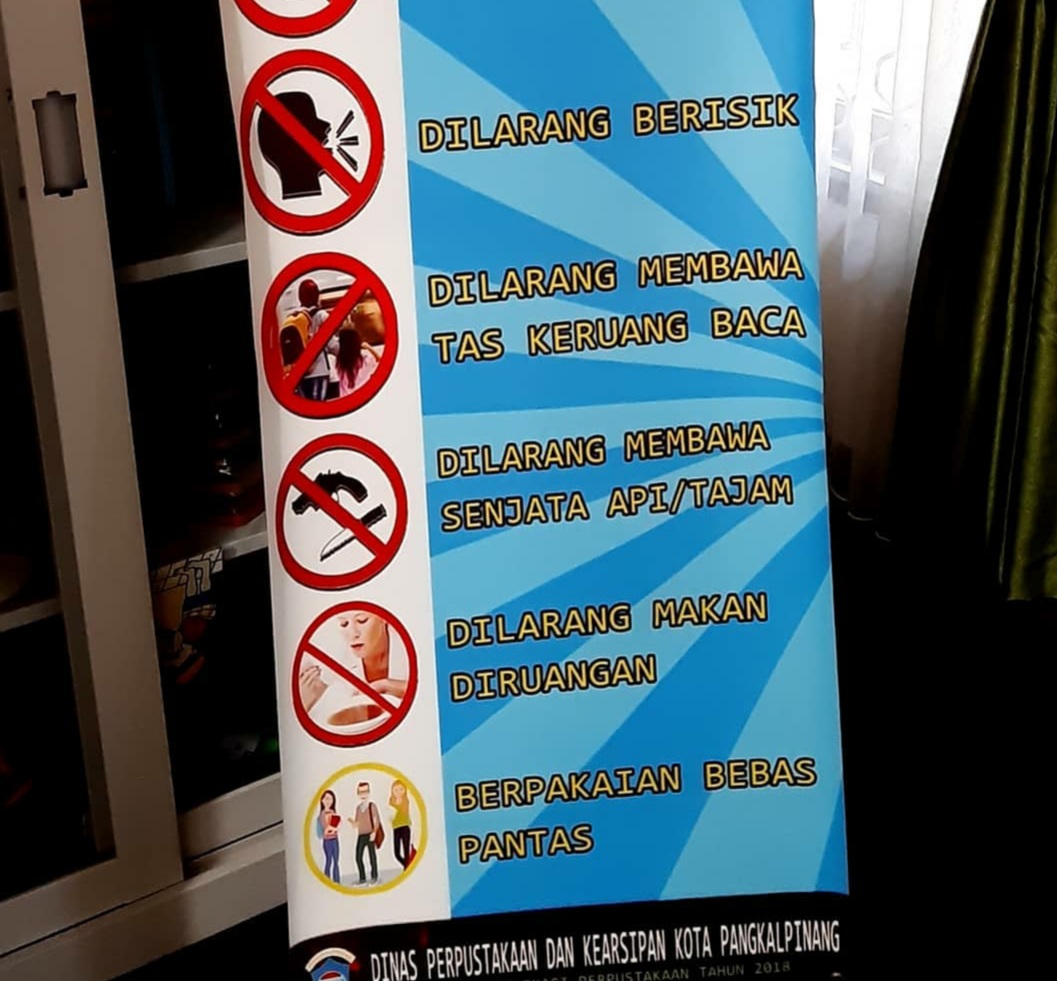 DILARANG BERISIK
DILARANG MEMBAWA
TAS KERUANG BACA
DILARANG MEMBAWA
SENJATA API/TAJAM
DILARANG MAKAN
DIRUANGAN
BERPAKAIAN BEBAS
PANTAS
DINAS PERPUSTAKAAN DAN KEARSIPAN KOTA PANGKALPINANG
PERPUSTAKAAN TAHUN 2018